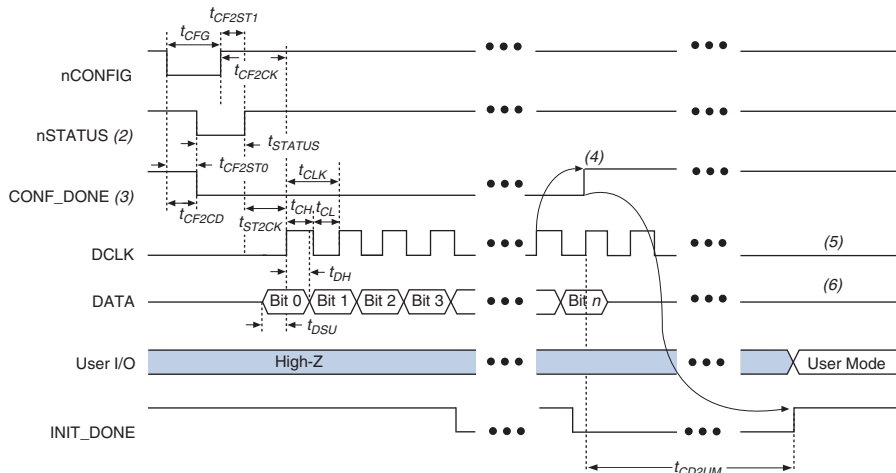 tCF2ST1
tCFG
nCONFIG
tCF2CK
nSTATUS (2)
tSTATUS
tCF2ST0
tCLK
(4)
CONF_DONE (3)
tCF2CD
tST2CK
tCH
tCL
DCLK
(5)
tDH
DATA
Bit 0
Bit 1
Bit 2
Bit 3
Bit n
(6)
tDSU
User I/O
High-Z
User Mode
INIT_DONE
tCD2UM